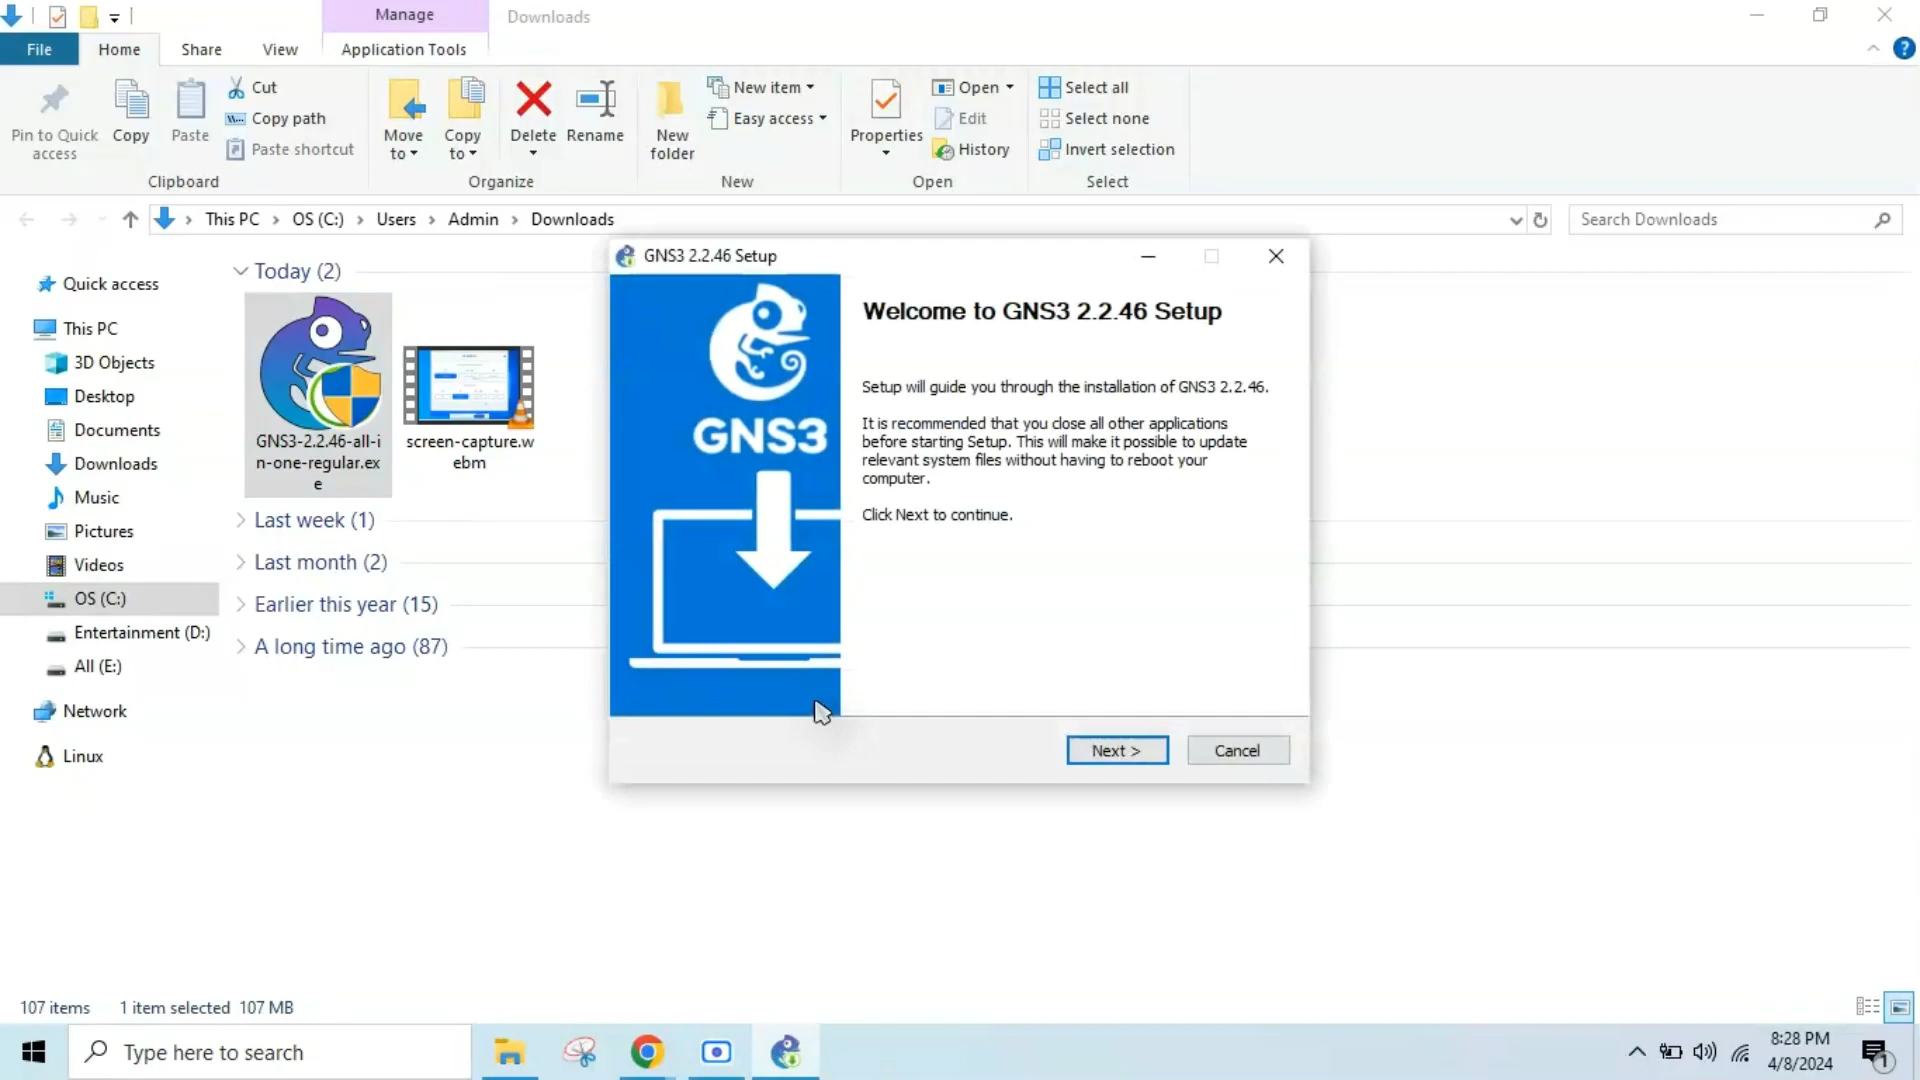 Manage
Downloads
File
Home
Share
View
Application Tools
Pin to Quick
access
Copy
Paste
Cut
Copy path
Paste shortcut
Clipboard
Move
to
Copy
to
Delete
Rename
Organize
New
folder
New item
Easy access
New
Properties
Open
Edit
History
Open
Select all
Select none
Invert selection
Select
This PC > OS (C:) > Users > Admin > Downloads
Search Downloads
Quick access
This PC
3D Objects
Desktop
Documents
Downloads
Music
Pictures
Videos
OS (C:)
Entertainment (D:)
All (E:)
Network
Linux
Today (2)
GNS3-2.2.46-all-i
n-one-regular.ex
e
screen-capture.w
ebm
Last week (1)
Last month (2)
Earlier this year (15)
A long time ago (87)
GNS3 2.2.46 Setup
GNS3
Welcome to GNS3 2.2.46 Setup
Setup will guide you through the installation of GNS3 2.2.46.
It is recommended that you close all other applications
before starting Setup. This will make it possible to update
relevant system files without having to reboot your
computer.
Click Next to continue.
Next >
Cancel
107 items
1 item selected 107 MB
Type here to search
8:28 PM
4/8/2024
1